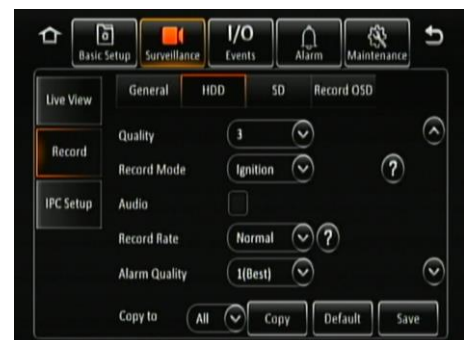 Basic Setup
Surveillance
I/O
Events
Alarm
Maintenance
Live View
Record
IPC Setup
General
HDD
SD
Record OSD
Quality
3
Record Mode
Ignition
?
Audio
Record Rate
Normal
?
Alarm Quality
1(Best)
Copy to
All
Copy
Default
Save